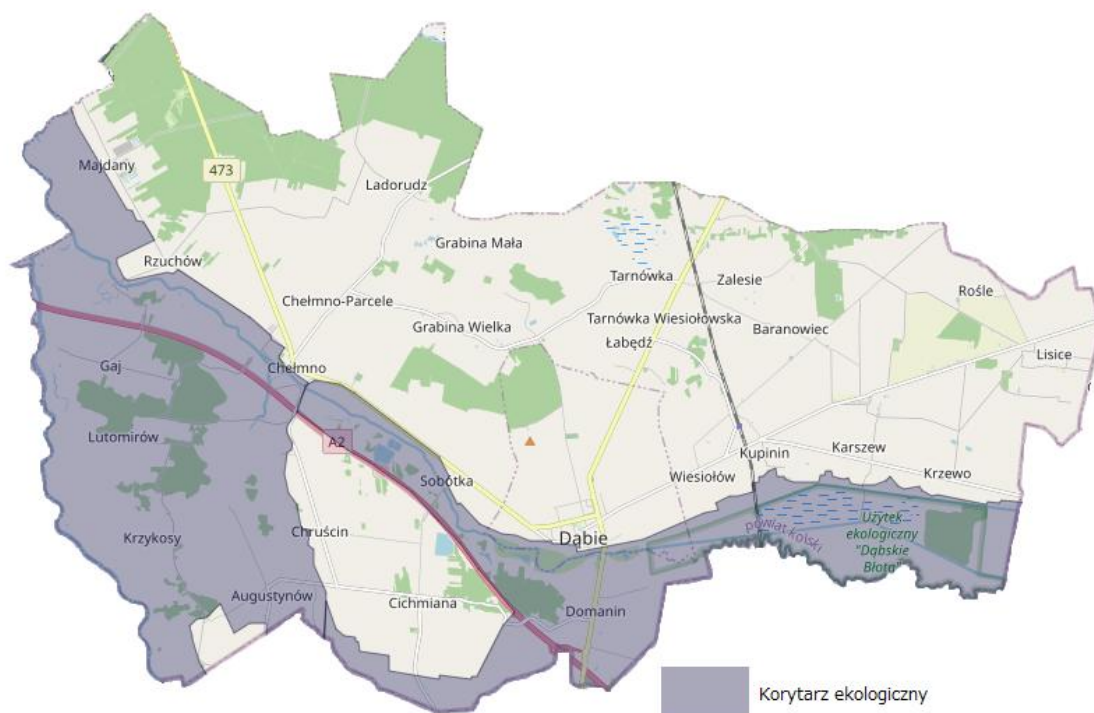 Majdany
473
Ladorudz
Grabina Mała
Rzuchów
Tarnówka
Zalesie
Rośle
Chełmno-Parcele
Grabina Wielka
Tarnówka Wiesiołowska
Baranowiec
Łabędź
Lisice
Gaj
Chełmno
Lutomirów
A2
Sobótka
Kupinin
Karszew
Wiesiołów
Krzewo
Chruścin
Krzykosy
Dąbie
powiat kolski
Użytek
ekologiczny
"Dąbskie
Błota"
Augustynów
Cichmiana
Domanin
Korytarz ekologiczny